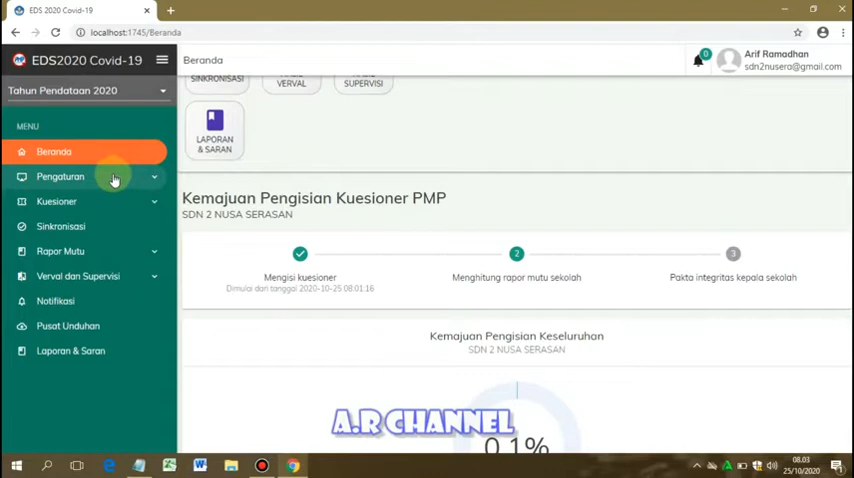 EDS 2020 Covid-19
localhost:1745/Beranda
EDS2020 Covid-19
Beranda
0
Arif Ramadhan
sdn2nusera@gmail.com
Tahun Pendataan 2020
MENU
Beranda
Pengaturan
Kuesioner
Sinkronisasi
Rapor Mutu
Verval dan Supervisi
Notifikasi
Pusat Unduhan
Laporan & Saran
SINKRONISASI
VERVAL
SUPERVISI
LAPORAN
& SARAN
Kemajuan Pengisian Kuesioner PMP
SDN 2 NUSA SERASAN
2
3
Mengisi kuesioner
Menghitung rapor mutu sekolah
Pakta integritas kepala sekolah
Dimulai dari tanggal 2020-10-25 08:01:16
Kemajuan Pengisian Keseluruhan
SDN 2 NUSA SERASAN
A.R CHANNEL
0.1%
08.03
25/10/2020